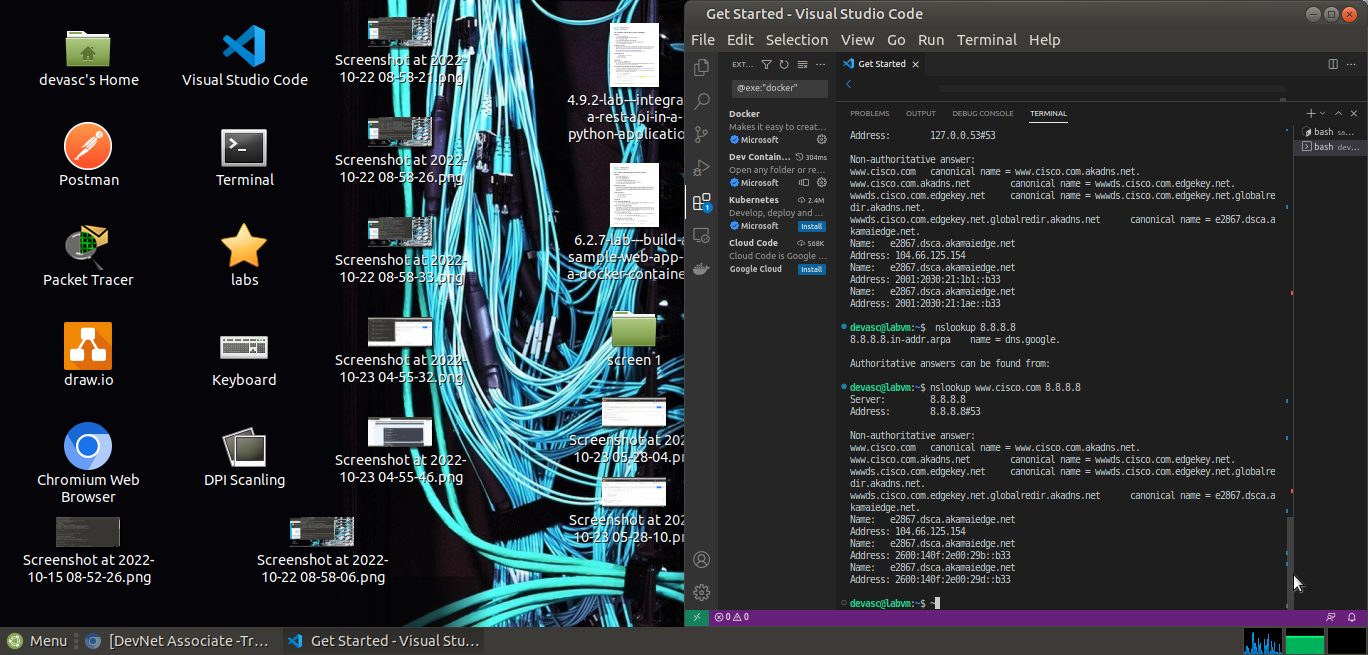 devasc's Home
Visual Studio Code
Screenshot at 2022-
10-22 08-58-21.png
4.9.2-lab---integra
a-rest-api-in-a-
python-applicatio
Postman
Terminal
Screenshot at 2022-
10-22 08-58-26.png
Packet Tracer
labs
Screenshot at 2022-
10-22 08-58-33.png
6.2.7-lab---build-a
sample-web-app-
a-docker-containe
draw.io
Keyboard
Screenshot at 2022-
10-23 04-55-32.png
screen 1
Chromium Web
Browser
DPI Scanling
Screenshot at 2022-
10-23 04-55-46.png
Screenshot at 202
10-23 05-28-04.pn
Screenshot at 2022-
10-15 08-52-26.png
Screenshot at 2022-
10-22 08-58-06.png
Screenshot at 202
10-23 05-28-10.pn
Get Started - Visual Studio Code
File Edit Selection View Go Run Terminal Help
EXT...
@exe:"docker"
Docker
Makes it easy to creat...
Microsoft
Dev Contain... 304ms
Open any folder or re...
Microsoft
Kubernetes 2.4M
Develop, deploy and ...
Microsoft Install
Cloud Code 568K
Cloud Code is Google ...
Google Cloud Install
1
Get Started
PROBLEMS OUTPUT DEBUG CONSOLE TERMINAL
bash sa...
bash dev...
Address: 127.0.0.53#53
Non-authoritative answer:
www.cisco.com canonical name = www.cisco.com.akadns.net.
www.cisco.com.akadns.net canonical name = wwwds.cisco.com.edgekey.net.
wwwds.cisco.com.edgekey.net canonical name = wwwds.cisco.com.edgekey.net.globalre
dir.akadns.net.
wwwds.cisco.com.edgekey.net.globalredir.akadns.net canonical name = e2867.dsca.a
kamaiedge.net.
Name: e2867.dsca.akamaiedge.net
Address: 104.66.125.154
Name: e2867.dsca.akamaiedge.net
Address: 2001:2030:21:1b1::b33
Name: e2867.dsca.akamaiedge.net
Address: 2001:2030:21:1ae::b33
devasc@labvm:~$ nslookup 8.8.8.8
8.8.8.8.in-addr.arpa name = dns.google.
Authoritative answers can be found from:
devasc@labvm:~$ nslookup www.cisco.com 8.8.8.8
Server: 8.8.8.8
Address: 8.8.8.8#53
Non-authoritative answer:
www.cisco.com canonical name = www.cisco.com.akadns.net.
www.cisco.com.akadns.net canonical name = wwwds.cisco.com.edgekey.net.
wwwds.cisco.com.edgekey.net canonical name = wwwds.cisco.com.edgekey.net.globalre
dir.akadns.net.
wwwds.cisco.com.edgekey.net.globalredir.akadns.net canonical name = e2867.dsca.a
kamaiedge.net.
Name: e2867.dsca.akamaiedge.net
Address: 104.66.125.154
Name: e2867.dsca.akamaiedge.net
Address: 2600:140f:2e00:29b::b33
Name: e2867.dsca.akamaiedge.net
Address: 2600:140f:2e00:29d::b33
devasc@labvm:~$ ~
0 0
Menu
[DevNet Associate -Tr...
Get Started - Visual Stu...